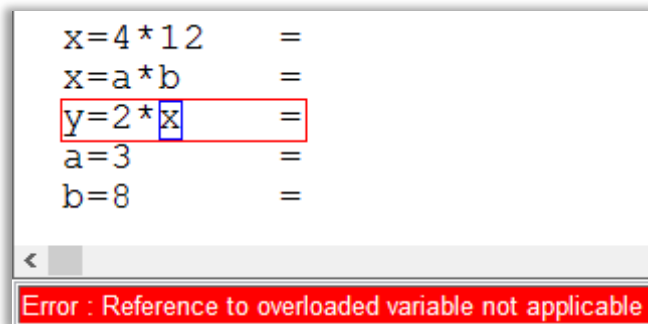 x=4*12 =
x=a*b =
y=2*x =
a=3 =
b=8 =
Error : Reference to overloaded variable not applicable